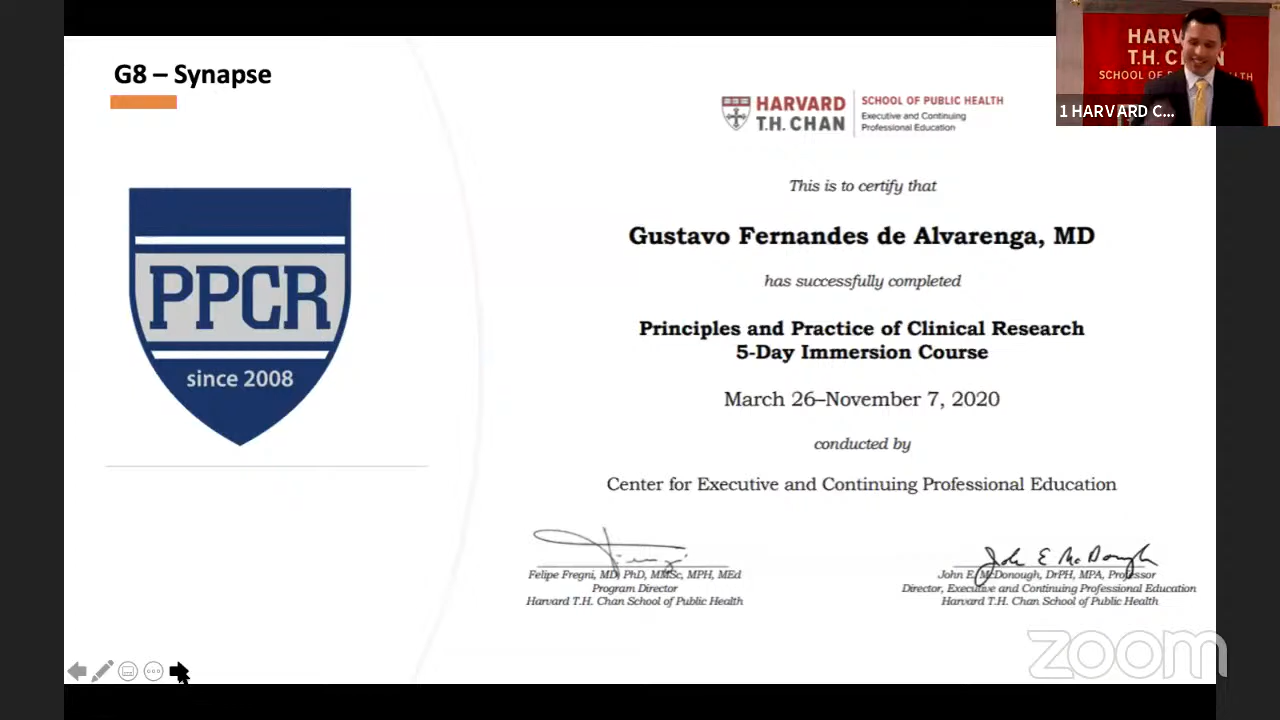 G8 – Synapse
HARVARD
T.H. CHAN
SCHOOL OF PUBLIC HEALTH
Executive and Continuing
Professional Education
HARV
T.H. C AN
SCHOOL OF HEALTH
1 HARVARD C...
PPCR
since 2008
This is to certify that
Gustavo Fernandes de Alvarenga, MD
has successfully completed
Principles and Practice of Clinical Research
5-Day Immersion Course
March 26–November 7, 2020
conducted by
Center for Executive and Continuing Professional Education
John E McDonough
Felipe Fregni, MD, PhD, MMSc, MPH, MEd
Program Director
Harvard T.H. Chan School of Public Health
John E. McDonough, DrPH, MPA, Professor
Director, Executive and Continuing Professional Education
Harvard T.H. Chan School of Public Health
zoom